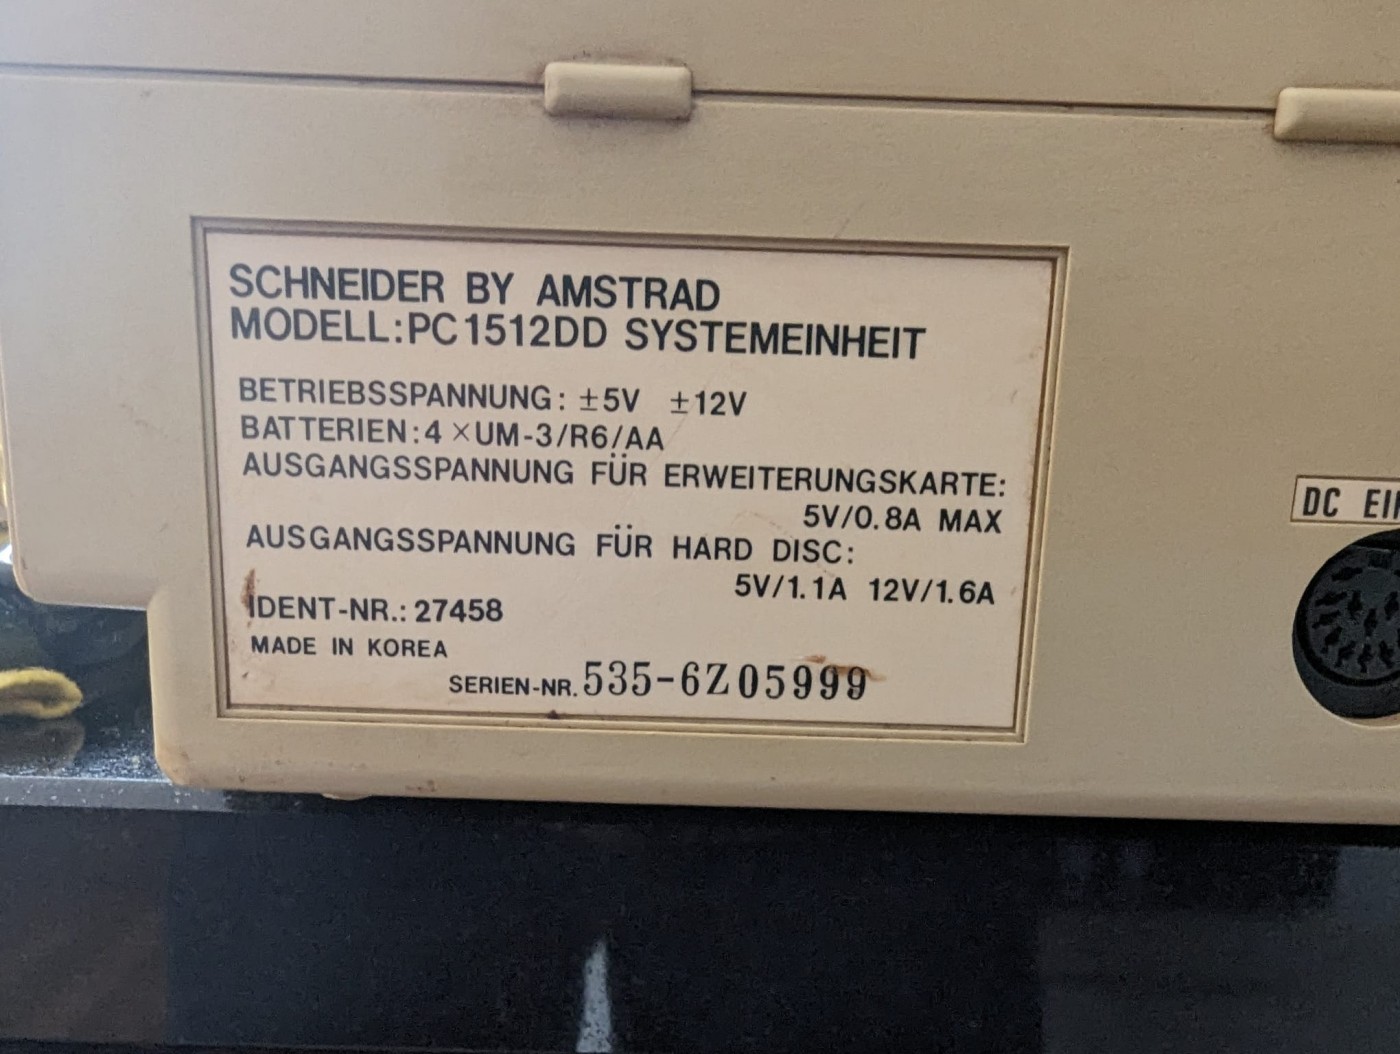 SCHNEIDER BY AMSTRAD
MODELL:PC1512DD SYSTEMEINHEIT
BETRIEBSSPANNUNG: ±5V ±12V
BATTERIEN:4 ×UM-3/R6/AA
AUSGANGSSPANNUNG FÜR ERWEITERUNGSKARTE:
5V/0.8A MAX
AUSGANGSSPANNUNG FÜR HARD DISC:
5V/1.1A 12V/1.6A
IDENT-NR.: 27458
MADE IN KOREA
SERIEN-NR. 535-6Z05999
DC